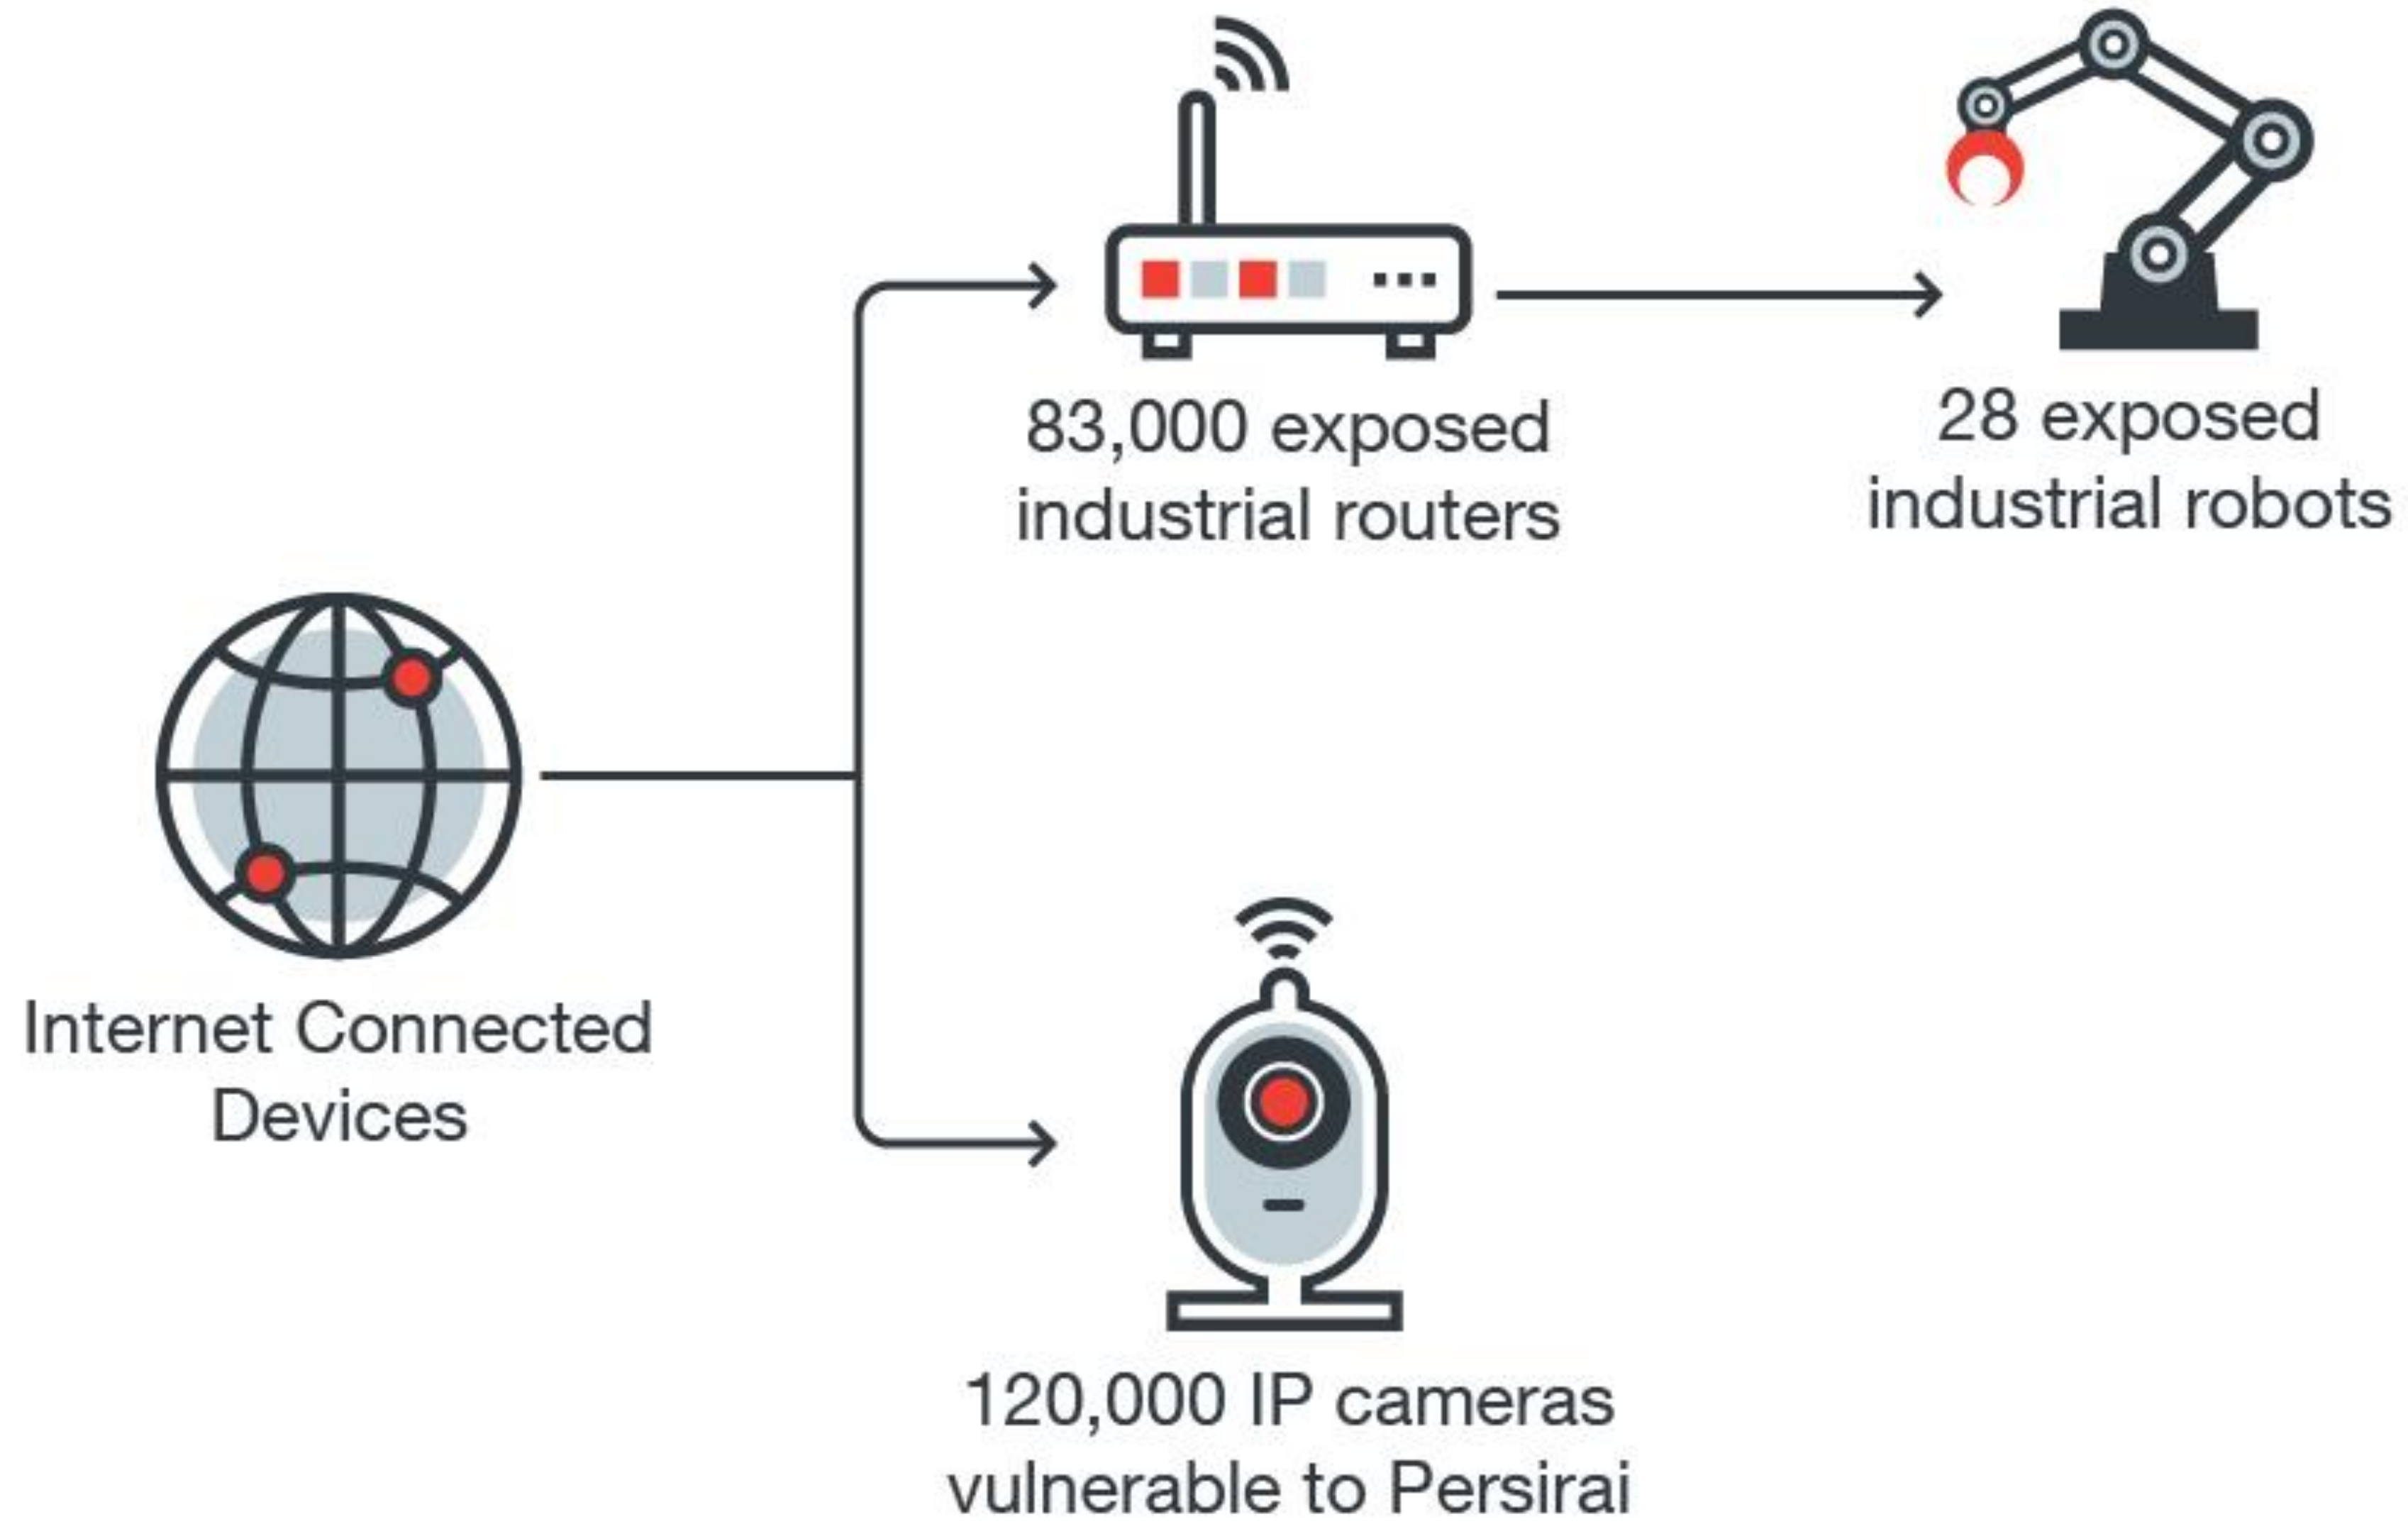 83,000 exposed
industrial routers
28 exposed
industrial robots
Internet Connected
Devices
120,000 IP cameras
vulnerable to Persirai